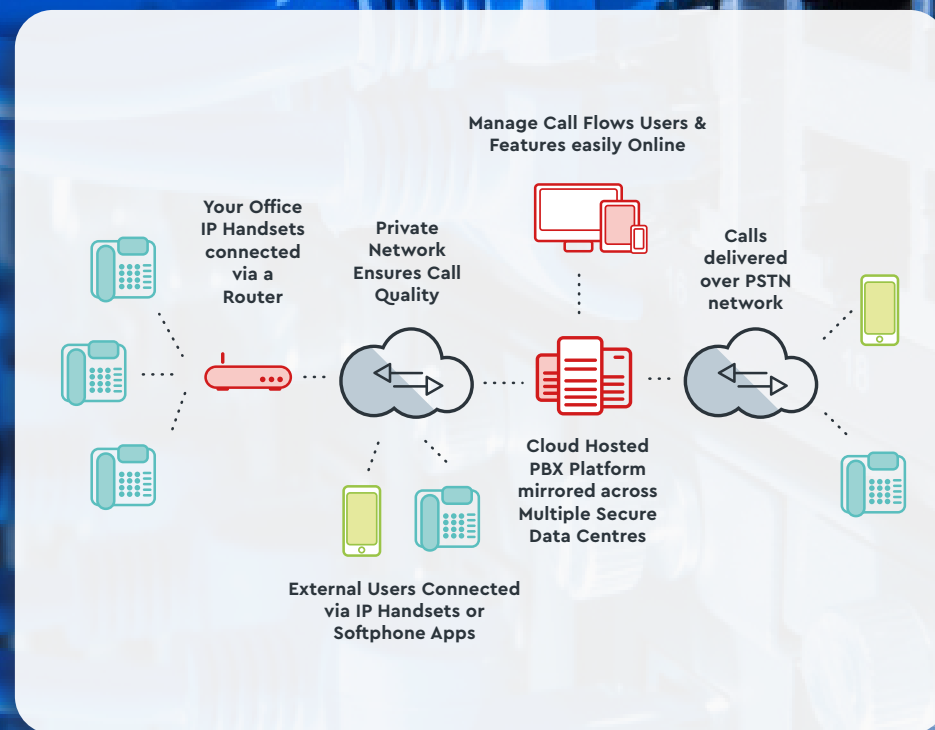 Manage Call Flows Users &
Features easily Online
Your Office
IP Handsets
connected
via a
Router
Private
Network
Ensures Call
Quality
Calls
delivered
over PSTN
network
Cloud Hosted
PBX Platform
mirrored across
Multiple Secure
Data Centres
External Users Connected
via IP Handsets or
Softphone Apps